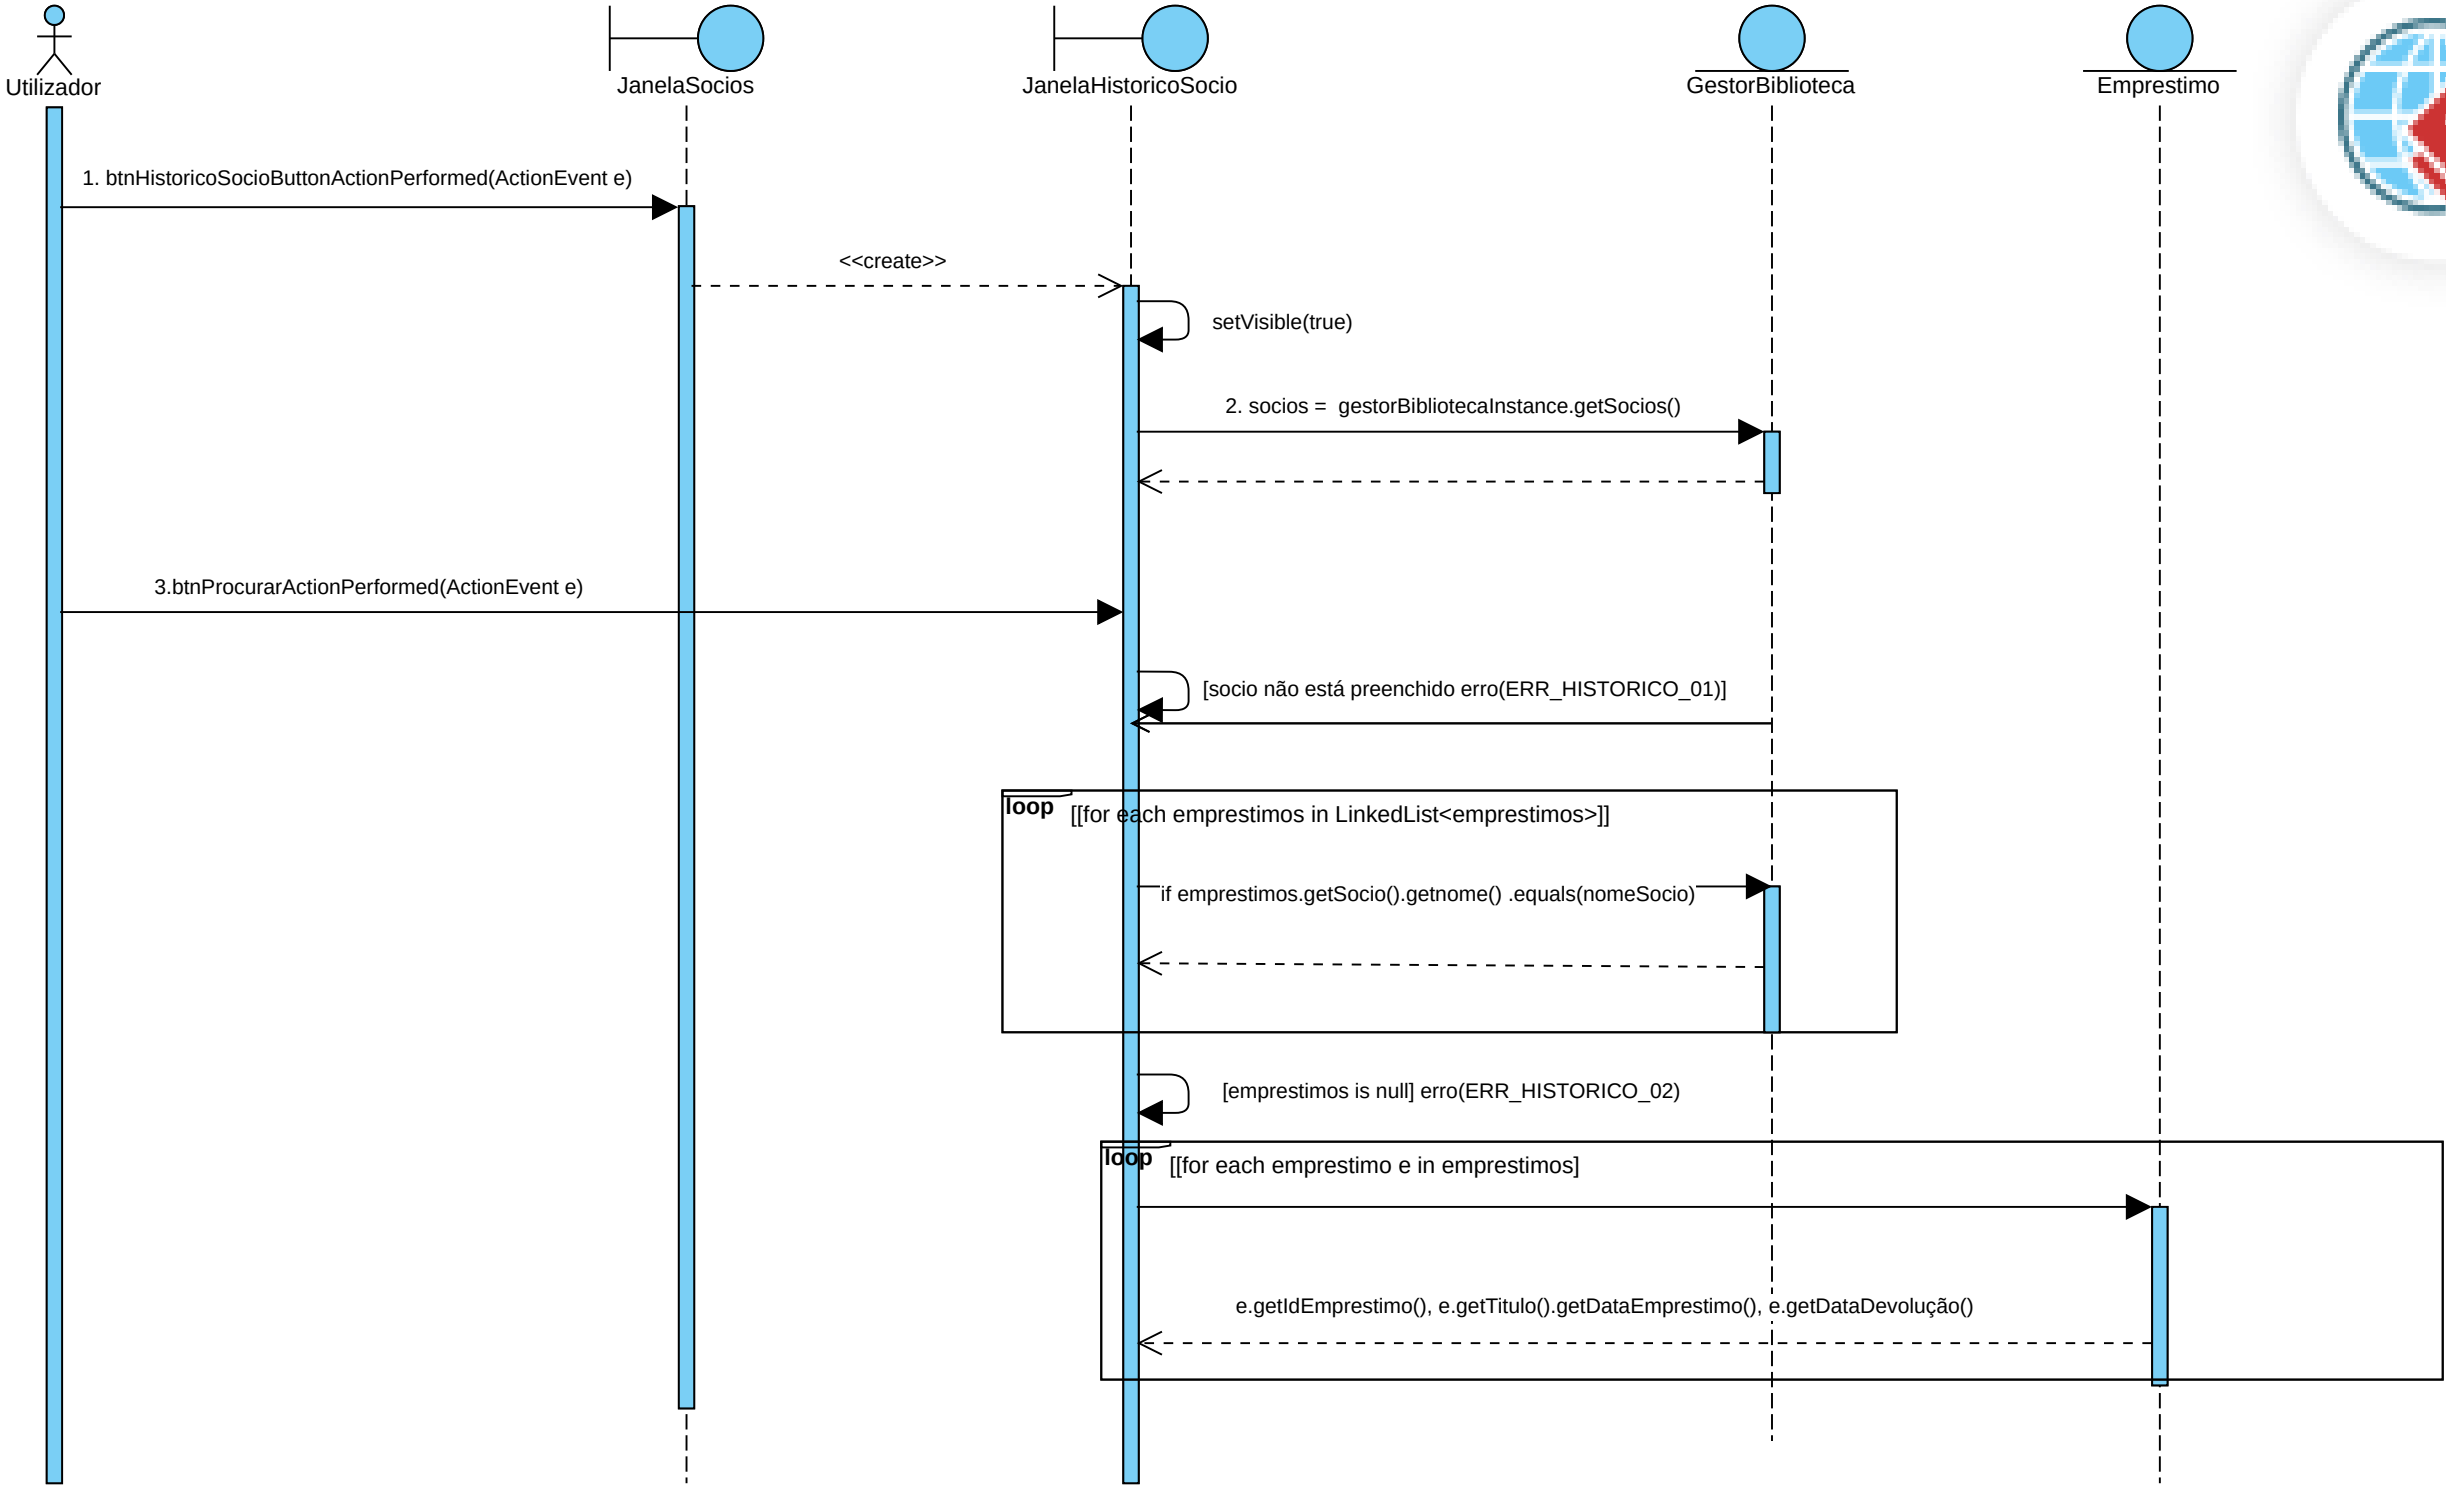 Utilizador
JanelaSocios
JanelaHistoricoSocio
GestorBiblioteca
Emprestimo
1. btnHistoricoSocioButtonActionPerformed(ActionEvent e)
<<create>>
setVisible(true)
2. socios =  gestorBibliotecaInstance.getSocios()
3.btnProcurarActionPerformed(ActionEvent e)
[socio não está preenchido erro(ERR_HISTORICO_01)]
loop
[[for each emprestimos in LinkedList<emprestimos>]]
if emprestimos.getSocio().getnome() .equals(nomeSocio)
[emprestimos is null] erro(ERR_HISTORICO_02)
loop
[[for each emprestimo e in emprestimos]
e.getIdEmprestimo(), e.getTitulo().getDataEmprestimo(), e.getDataDevolução()